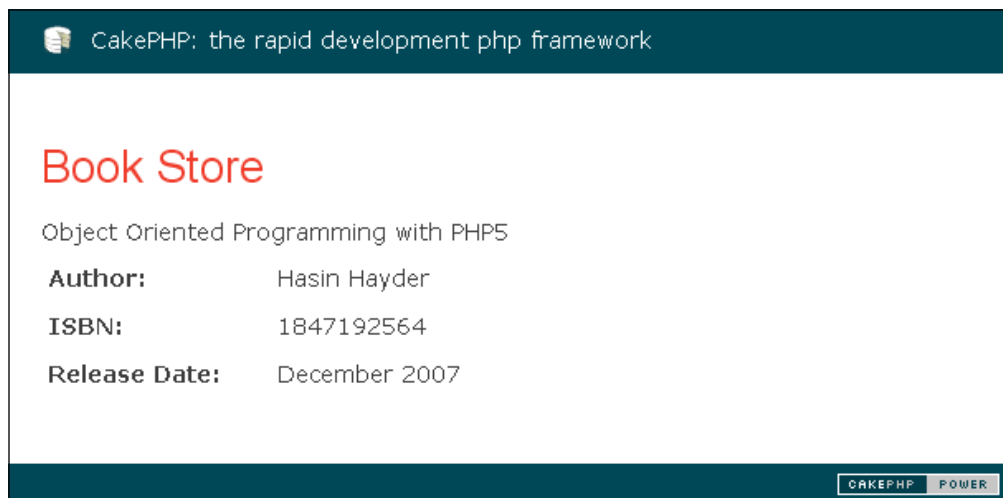 CakePHP: the rapid development php framework
Book Store
Object Oriented Programming with PHP5
Author: Hasin Hayder
ISBN: 1847192564
Release Date: December 2007
CAKEPHP POWER